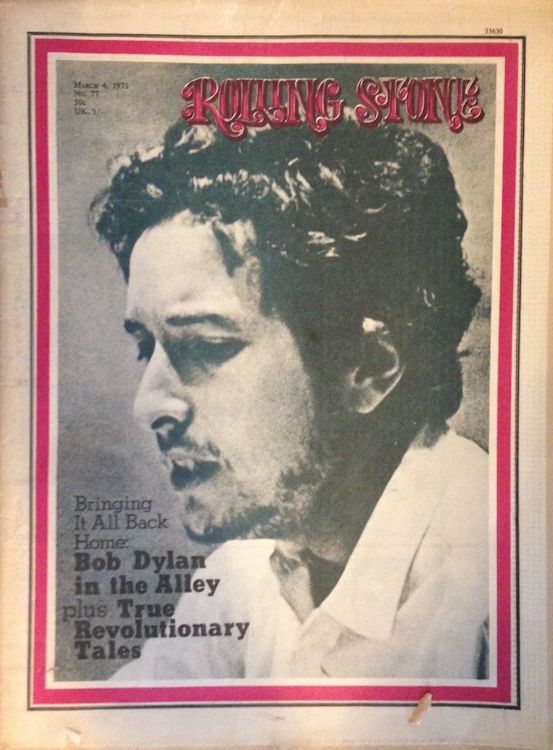 33630
March 4, 1971
No. 77
50c
UK: 3/-
ROLLING STONE
Bringing
It All Back
Home:
Bob Dylan
in the Alley
plus True
Revolutionary
Tales